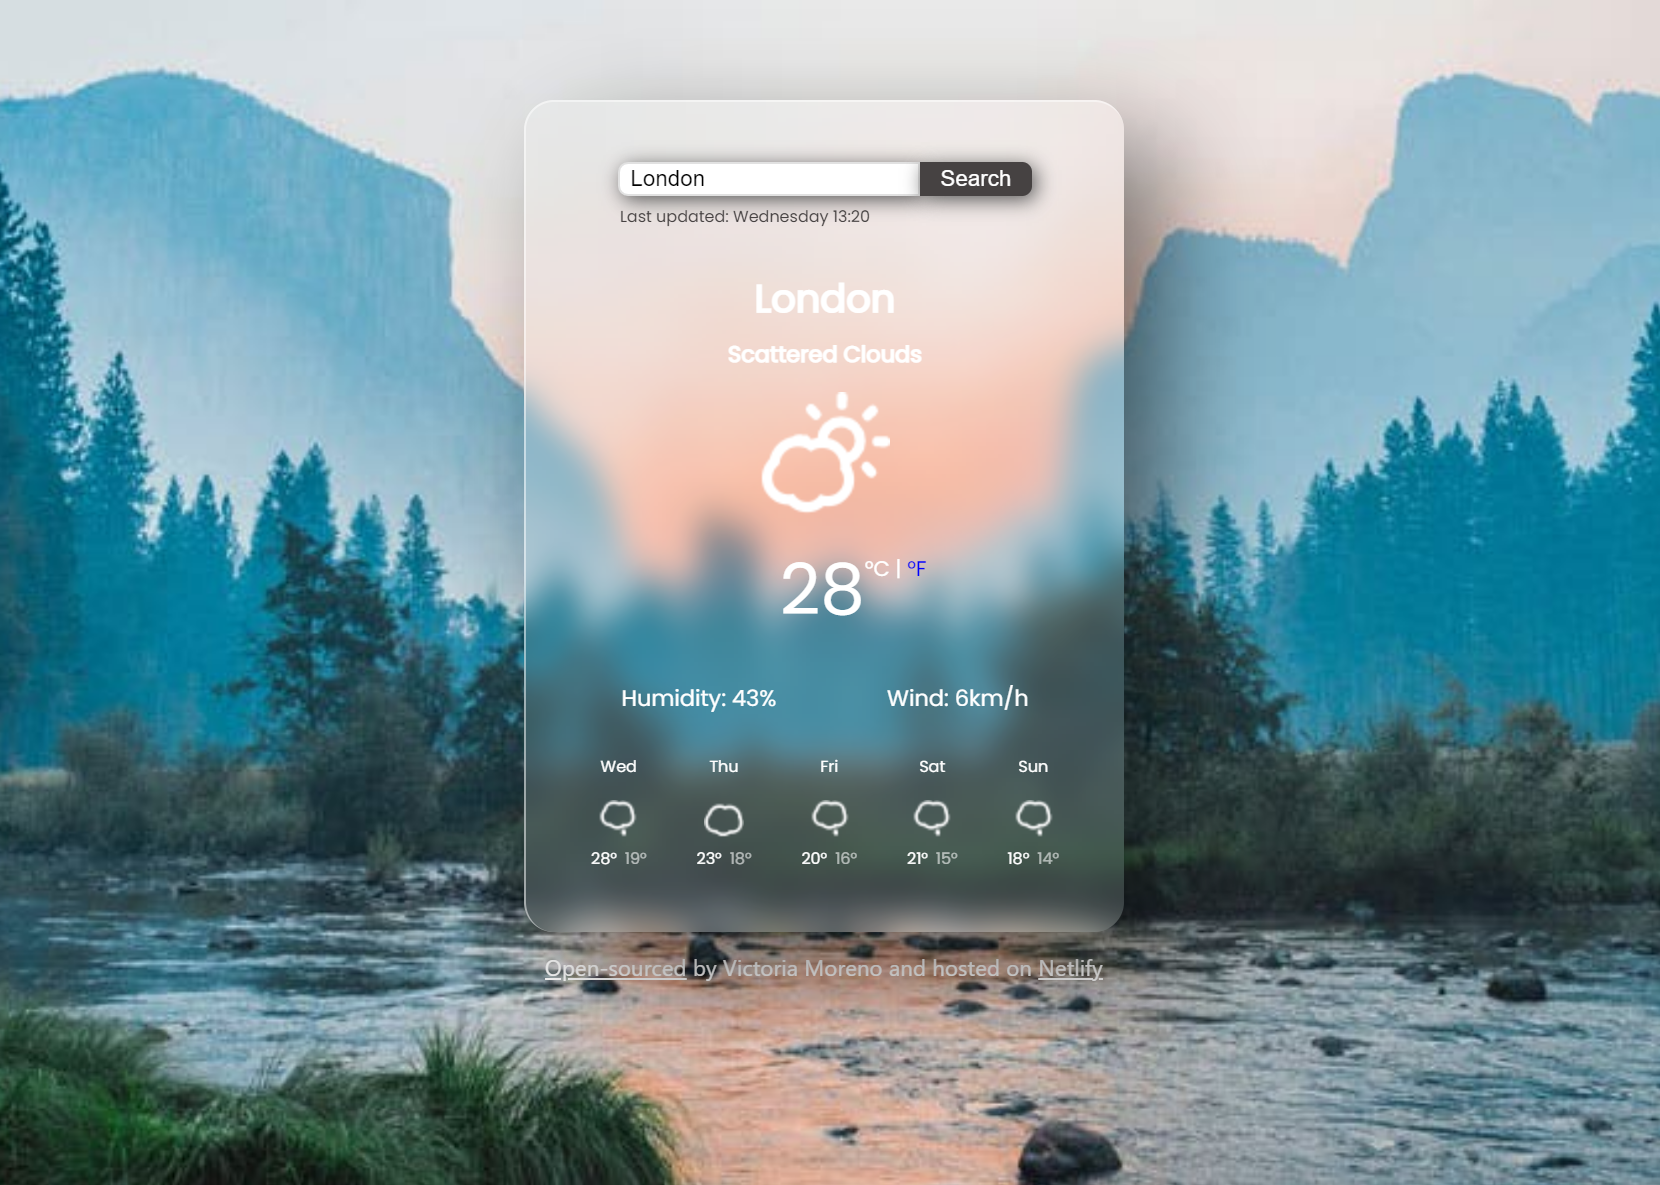 London
Search
Last updated: Wednesday 13:20
London
Scattered Clouds
28 °C | °F
Humidity: 43% Wind: 6km/h
Wed Thu Fri Sat Sun
28° 19° 23° 18° 20° 16° 21° 15° 18° 14°
Open-sourced by Victoria Moreno and hosted on Netlify